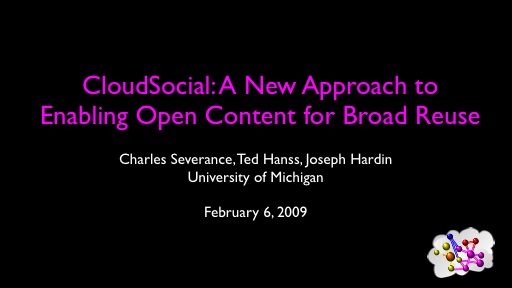 CloudSocial: A New Approach to
Enabling Open Content for Broad Reuse
Charles Severance, Ted Hanss, Joseph Hardin
University of Michigan
February 6, 2009